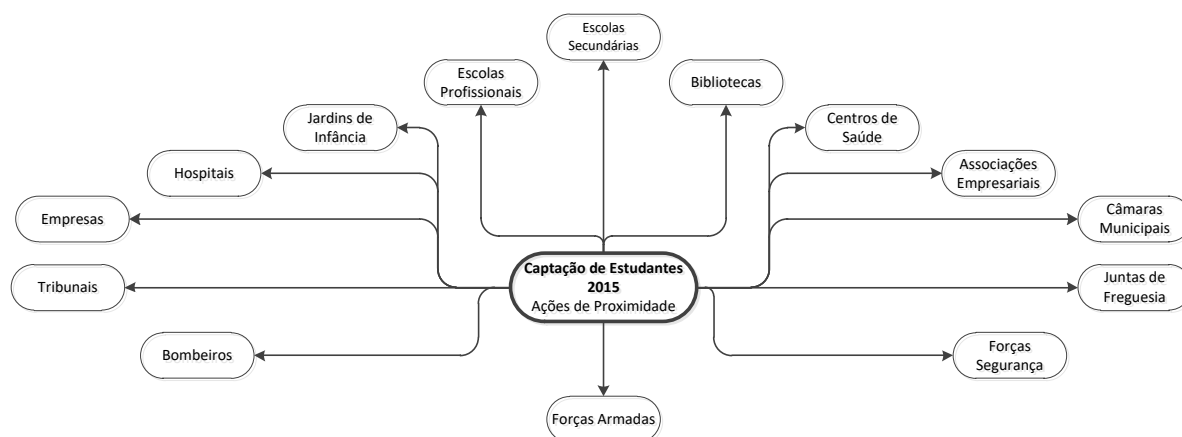 Escolas
Secundárias
Escolas
Profissionais
Bibliotecas
Jardins de
Infância
Centros de
Saúde
Hospitais
Associações
Empresariais
Empresas
Câmaras
Municipais
Captação de Estudantes
2015
Ações de Proximidade
Tribunais
Juntas de
Freguesia
Bombeiros
Forças
Segurança
Forças Armadas